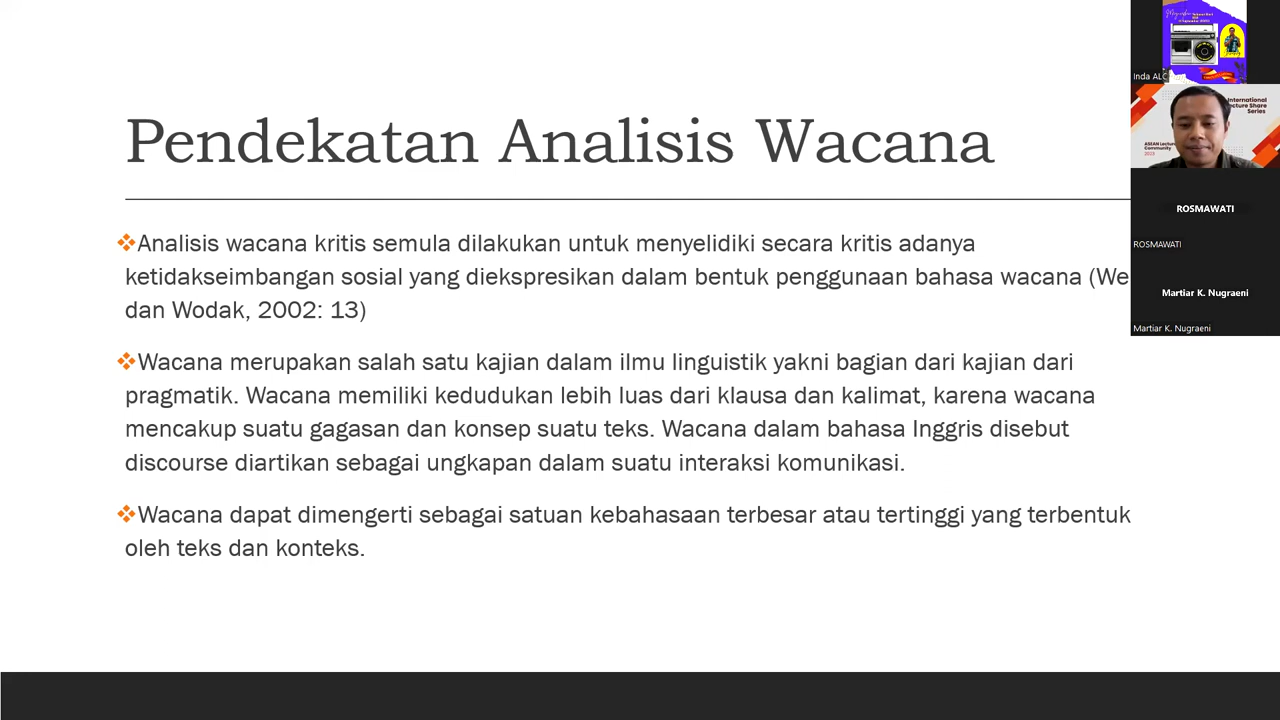 Pendekatan Analisis Wacana
❖Analisis wacana kritis semula dilakukan untuk menyelidiki secara kritis adanya
ketidakseimbangan sosial yang diekspresikan dalam bentuk penggunaan bahasa wacana (We
dan Wodak, 2002: 13)
❖Wacana merupakan salah satu kajian dalam ilmu linguistik yakni bagian dari kajian dari
pragmatik. Wacana memiliki kedudukan lebih luas dari klausa dan kalimat, karena wacana
mencakup suatu gagasan dan konsep suatu teks. Wacana dalam bahasa Inggris disebut
discourse diartikan sebagai ungkapan dalam suatu interaksi komunikasi.
❖Wacana dapat dimengerti sebagai satuan kebahasaan terbesar atau tertinggi yang terbentuk
oleh teks dan konteks.
Inda ALC
International
cture Share
Series
ASEAN Lectur
Community
2023
ROSMAWATI
ROSMAWATI
Martiar K. Nugraeni
Martiar K. Nugraeni